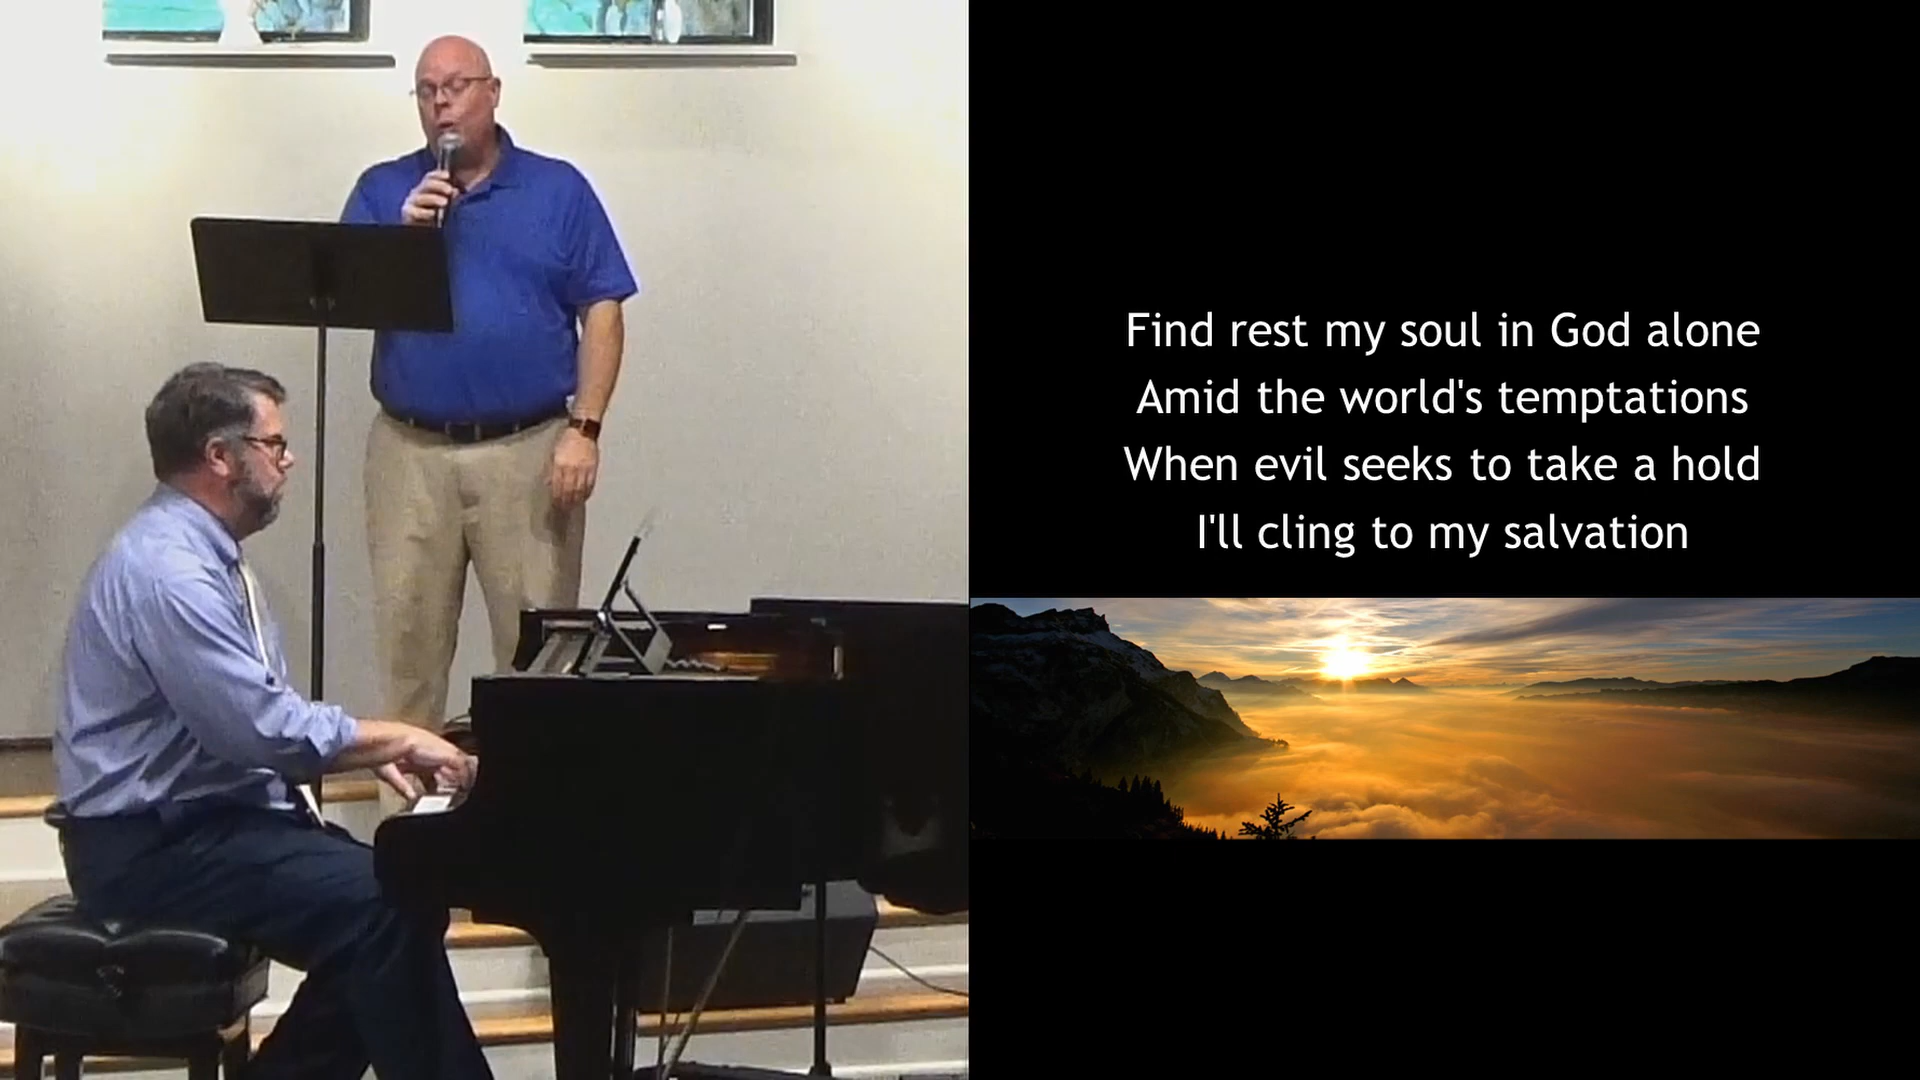 Find rest my soul in God alone
Amid the world's temptations
When evil seeks to take a hold
I'll cling to my salvation